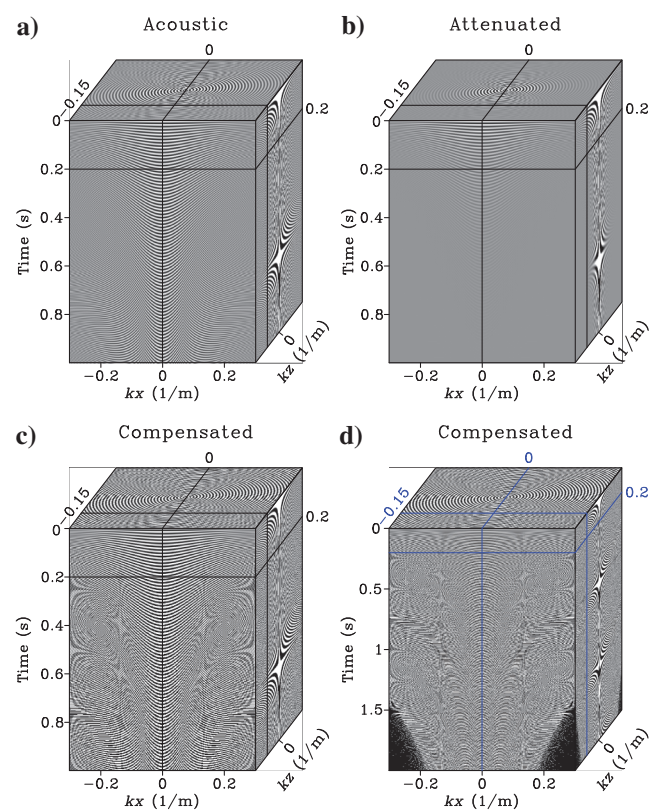 a) Acoustic
0
−0.15
0.2
0
0.2
0.4
0.6
0.8
Time (s)
−0.2 0 0.2
kx (1/m)
0
kz (1/m)
b) Attenuated
0
−0.15
0.2
0
0.2
0.4
0.6
0.8
Time (s)
−0.2 0 0.2
kx (1/m)
0
kz (1/m)
c) Compensated
0
−0.15
0.2
0
0.2
0.4
0.6
0.8
Time (s)
−0.2 0 0.2
kx (1/m)
0
kz (1/m)
d) Compensated
0
−0.15
0.2
0
0.5
1
1.5
Time (s)
−0.2 0 0.2
kx (1/m)
0
kz (1/m)